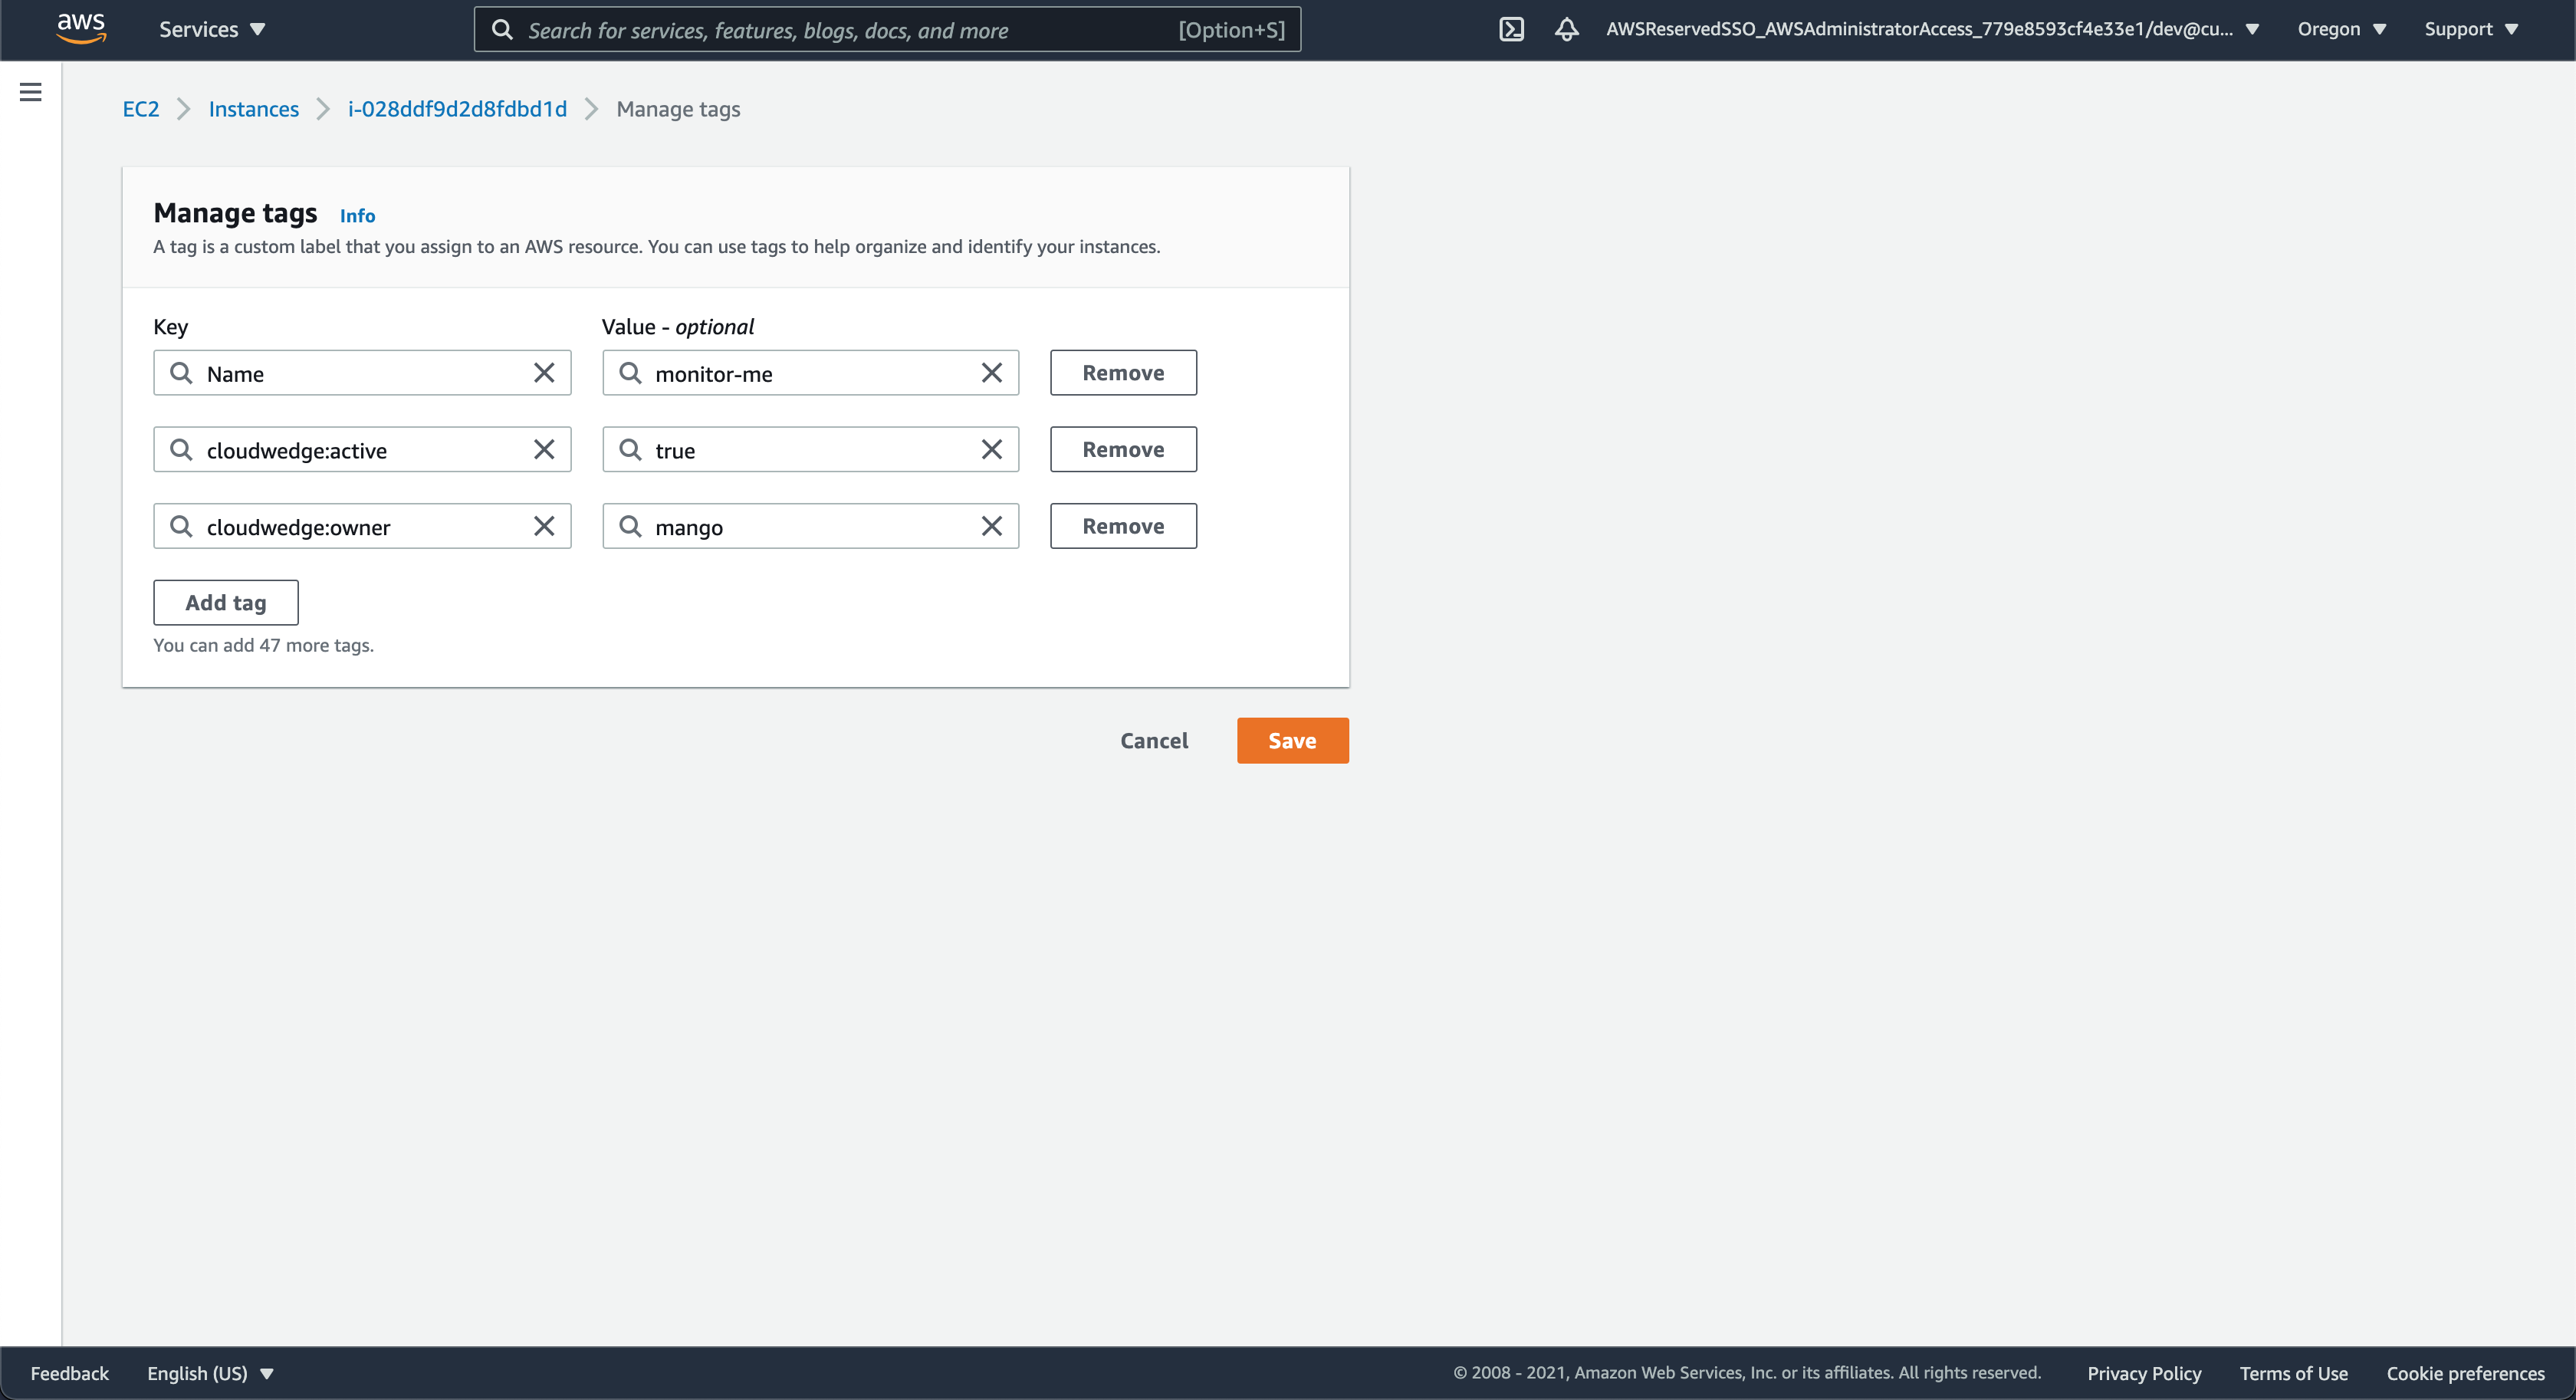 aws Services Search for services, features, blogs, docs, and more [Option+S] AWSReservedSSO_AWSAdministratorAccess_779e8593cf4e33e1/dev@cu... Oregon Support
EC2 Instances i-028ddf9d2d8fdbd1d Manage tags
Manage tags Info
A tag is a custom label that you assign to an AWS resource. You can use tags to help organize and identify your instances.
Key Value - optional
Name monitor-me Remove
cloudwedge:active true Remove
cloudwedge:owner mango Remove
Add tag
You can add 47 more tags.
Cancel Save
Feedback English (US) © 2008 - 2021, Amazon Web Services, Inc. or its affiliates. All rights reserved. Privacy Policy Terms of Use Cookie preferences